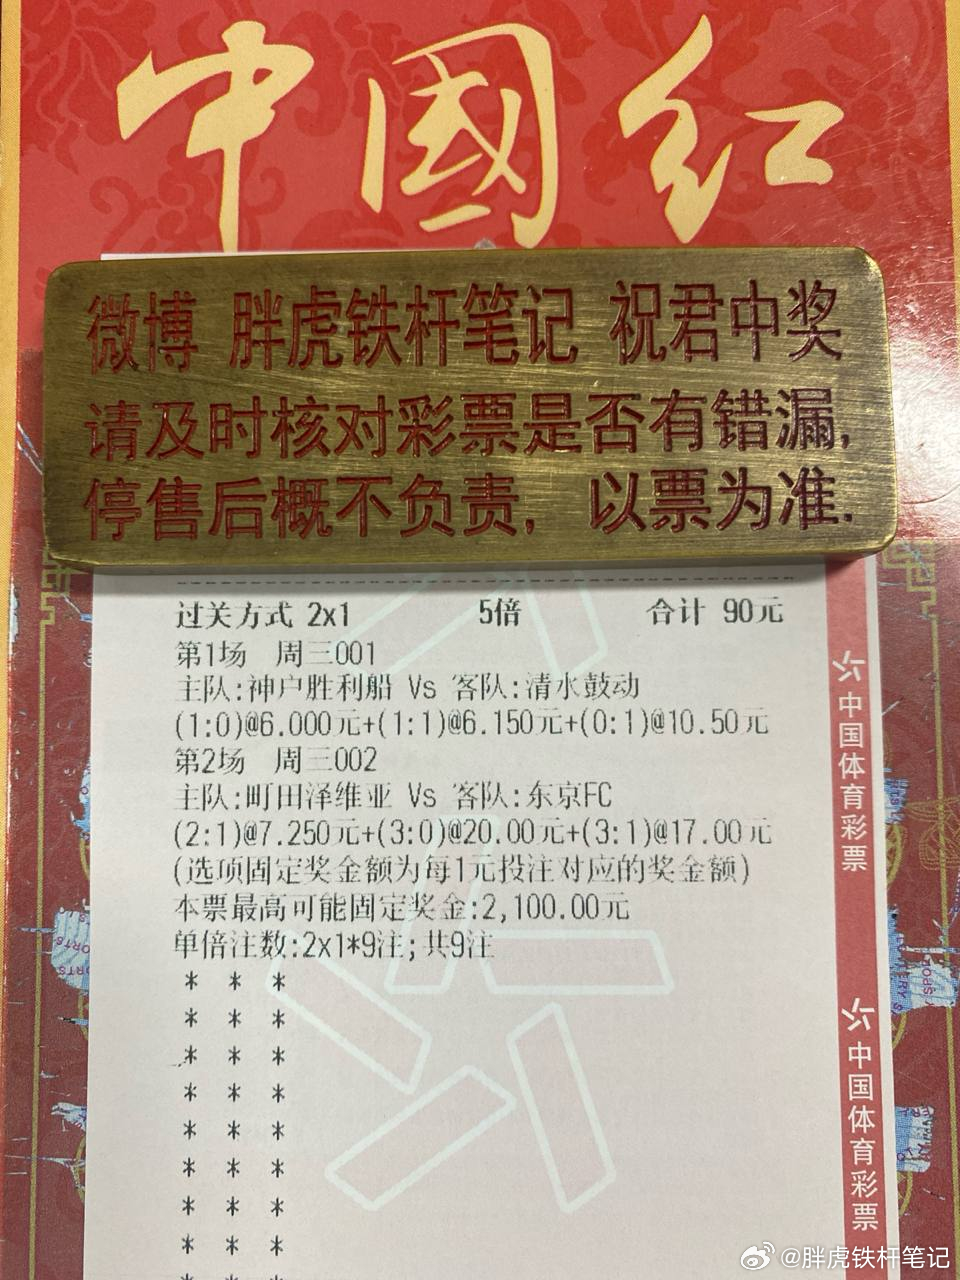 中國红
微博 胖虎铁杆笔记 祝君中奖
请及时核对彩票是否有错漏,
停售后概不负责, 以票为准.
过关方式 2x1 5倍 合计 90元
第1场 周三001
主队:神户胜利船 Vs 客队:清水鼓动
(1:0)@6.000元+(1:1)@6.150元+(0:1)@10.50元
第2场 周三002
主队:町田泽维亚 Vs 客队:东京FC
(2:1)@7.250元+(3:0)@20.00元+(3:1)@17.00元
(选项固定奖金额为每1元投注对应的奖金额)
本票最高可能固定奖金:2,100.00元
单倍注数:2x1*9注;共9注
* * *
* * *
* * *
* * *
* * *
* * *
* * *
* * *
中国体育彩票
中国体育彩票
@胖虎铁杆笔记